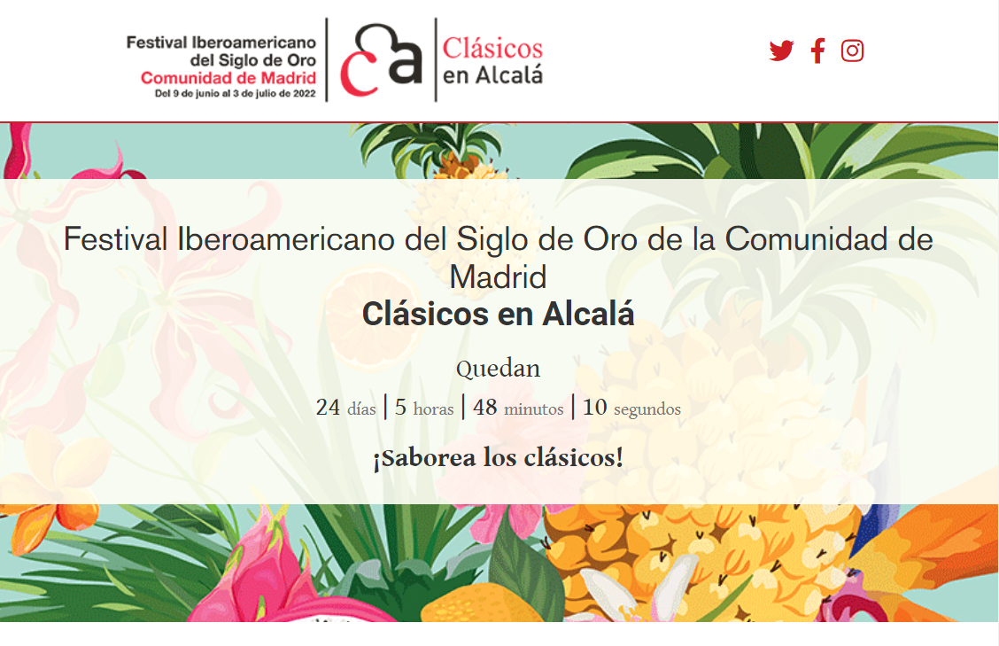 Festival Iberoamericano
del Siglo de Oro
Comunidad de Madrid
Del 9 de junio al 3 de julio de 2022
ca
Clásicos
en Alcalá
Festival Iberoamericano del Siglo de Oro de la Comunidad de
Madrid
Clásicos en Alcalá
Quedan
24 días | 5 horas | 48 minutos | 10 segundos
¡Saborea los clásicos!